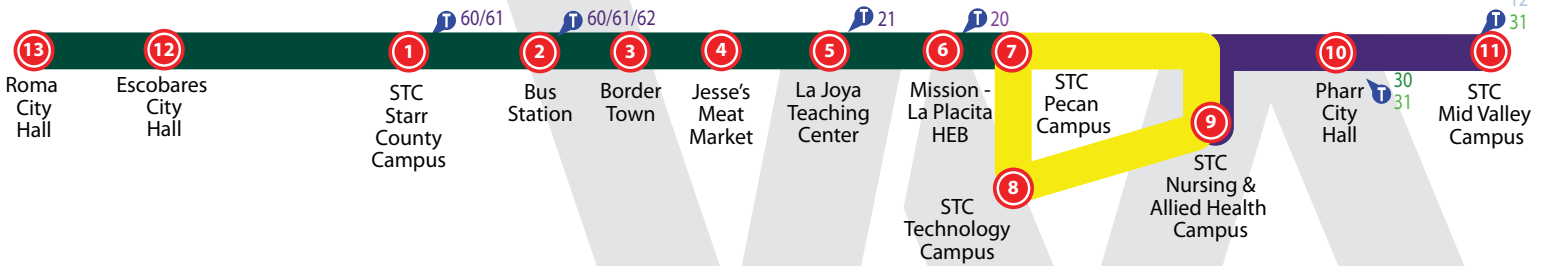 T 60/61
T 60/61/62
T 21
T 20
12
T 31
13
12
1
2
3
4
5
6
7
10
11
Roma
City
Hall
Escobares
City
Hall
STC
Starr
County
Campus
Bus
Station
Border
Town
Jesse's
Meat
Market
La Joya
Teaching
Center
Mission -
La Placita
HEB
STC
Pecan
Campus
Pharr
City
Hall
T 30
31
STC
Mid Valley
Campus
9
STC
Nursing &
Allied Health
Campus
8
STC
Technology
Campus